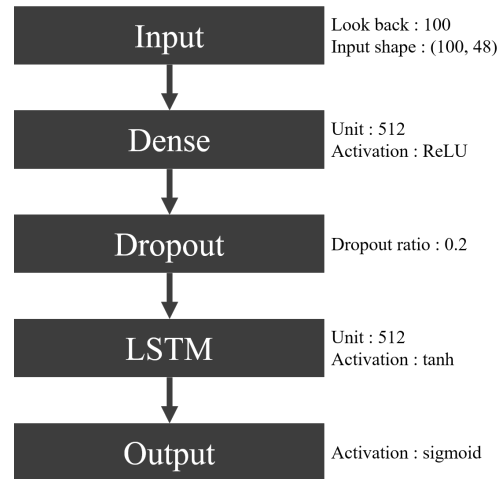 Input
Look back : 100
Input shape : (100, 48)
Dense
Unit : 512
Activation : ReLU
Dropout
Dropout ratio : 0.2
LSTM
Unit : 512
Activation : tanh
Output
Activation : sigmoid